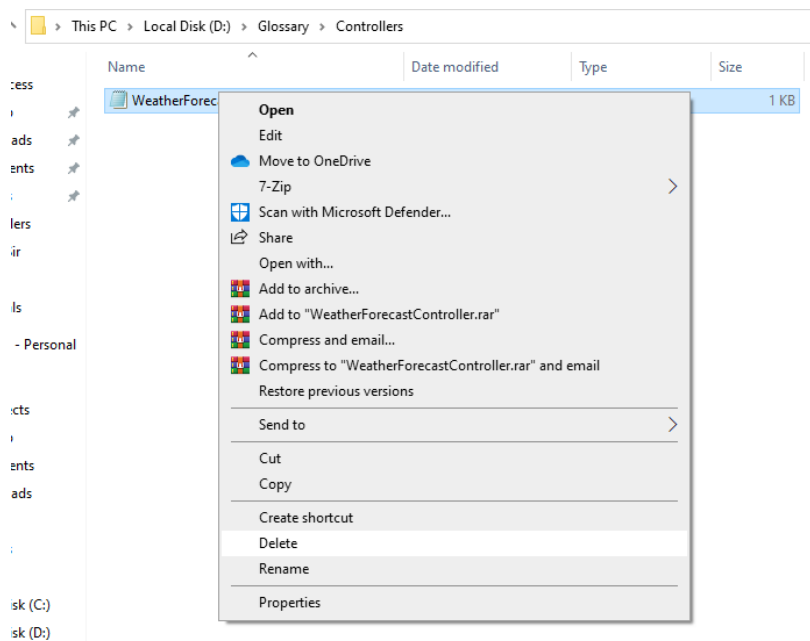 This PC > Local Disk (D:) > Glossary > Controllers
Name Date modified Type Size
WeatherForec 1 KB
Open
Edit
Move to OneDrive
7-Zip
Scan with Microsoft Defender...
Share
Open with...
Add to archive...
Add to "WeatherForecastController.rar"
Compress and email...
Compress to "WeatherForecastController.rar" and email
Restore previous versions
Send to
Cut
Copy
Create shortcut
Delete
Rename
Properties
cess
ads
ents
lers
ir
ls
- Personal
ects
ents
ads
isk (C:)
isk (D:)